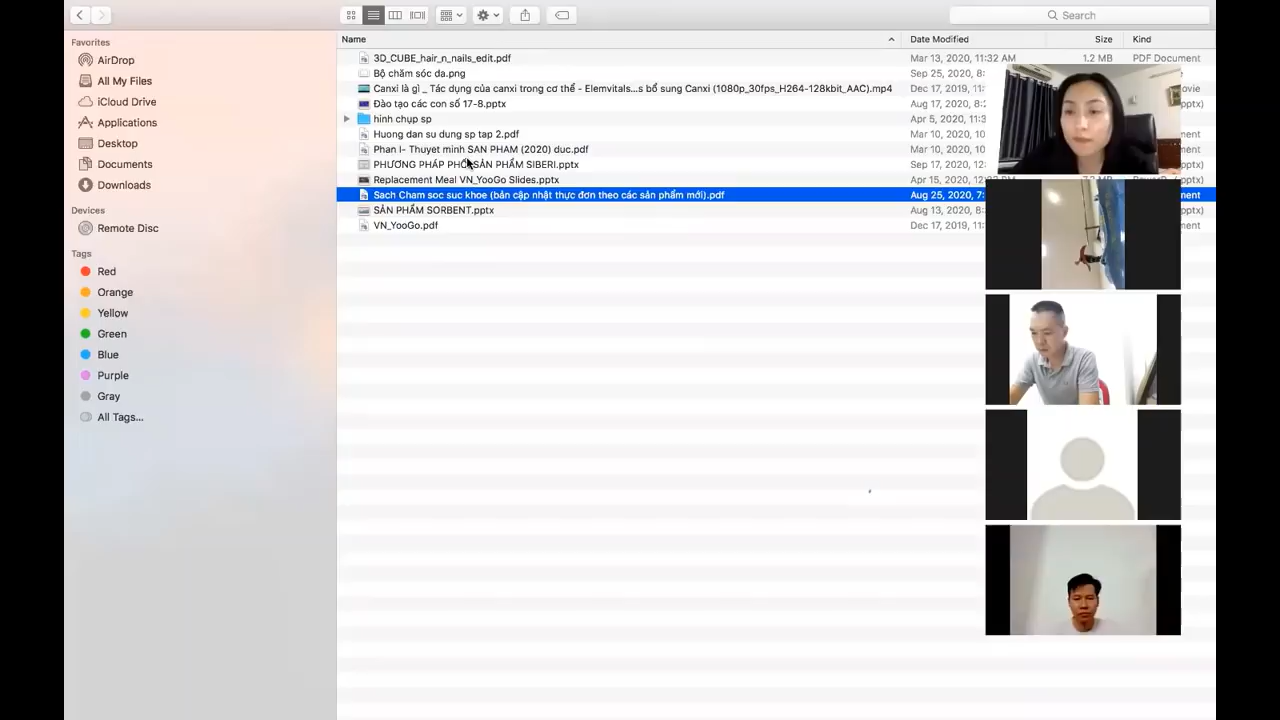 Search
Favorites
AirDrop
All My Files
iCloud Drive
Applications
Desktop
Documents
Downloads
Devices
Remote Disc
Tags
Red
Orange
Yellow
Green
Blue
Purple
Gray
All Tags...
Name Date Modified Size Kind
3D_CUBE_hair_n_nails_edit.pdf Mar 13, 2020, 11:32 AM 1.2 MB PDF Document
Bộ chăm sóc da.png Sep 25, 2020, 8:
Canxi là gì _ Tác dụng của canxi trong cơ thể - Elemvitals...s bổ sung Canxi (1080p_30fps_H264-128kbit_AAC).mp4 Dec 17, 2019, 11:
Đào tạo các con số 17-8.pptx Aug 17, 2020, 8:2
hình chụp sp Apr 5, 2020, 11:3
Huong dan su dung sp tap 2.pdf Mar 10, 2020,
Phan I- Thuyet minh SAN PHAM (2020) duc.pdf Mar 10, 2020,
PHƯƠNG PHÁP SẢN PHẨM SIBERI.pptx Sep 17, 2020,
Replacement Meal VN_YooGo Slides.pptx Apr 15, 2020,
Sach Cham soc suc khoe (bản cập nhật thực đơn theo các sản phẩm mới).pdf Aug 25, 2020, 7:
SẢN PHẨM SORBENT.pptx Aug 13, 2020, 8:
VN_YooGo.pdf Dec 17, 2019, 11: